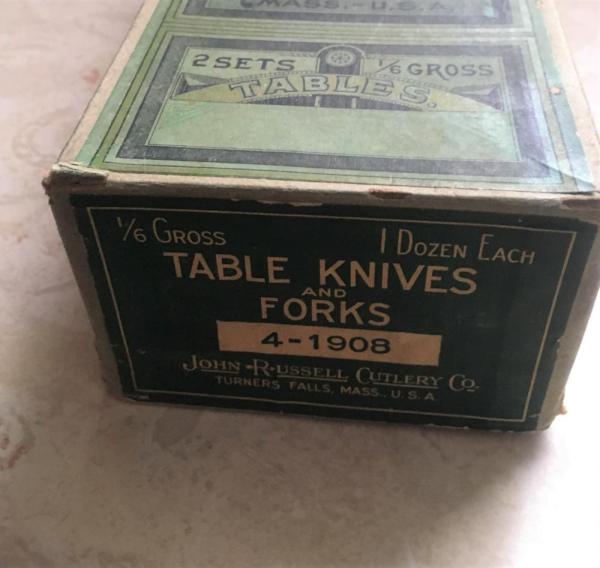 MASS.-U.S.A.
2 SETS 1/6 GROSS
TABLES,
1/6 GROSS 1 DOZEN EACH
TABLE KNIVES
AND
FORKS
4-1908
JOHN RUSSELL CUTLERY CO.
TURNERS FALLS, MASS., U.S.A.